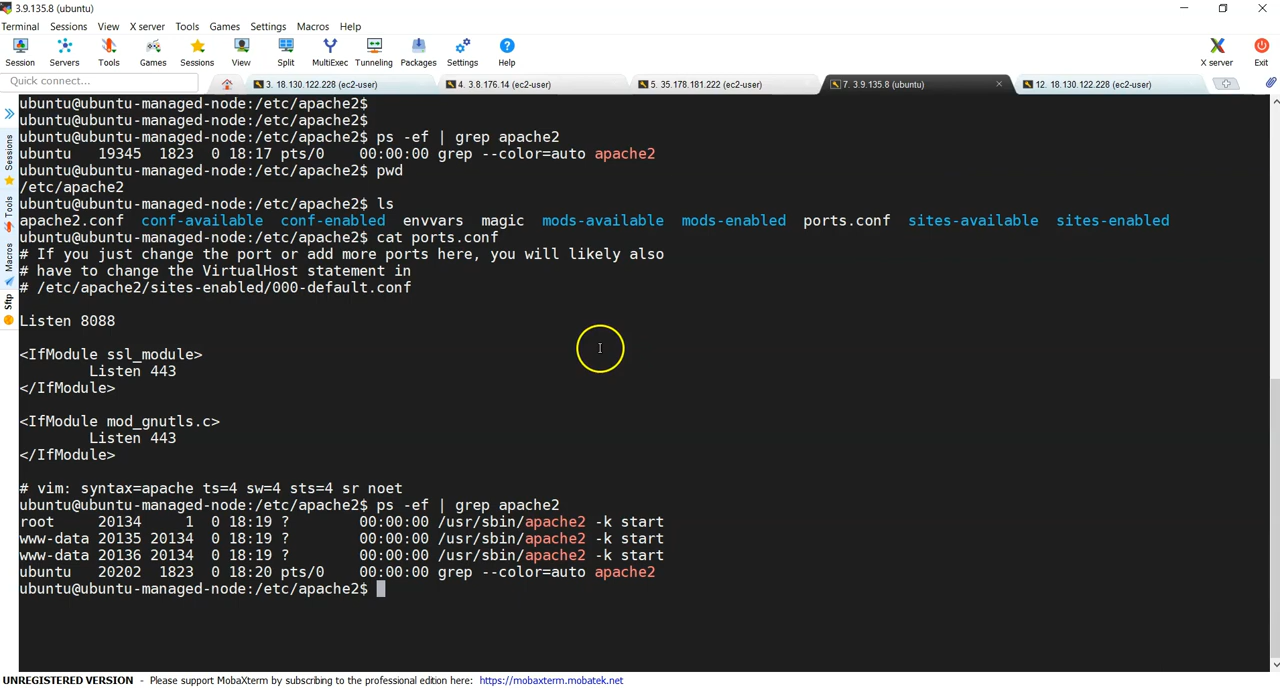 3.9.135.8 (ubuntu)
Terminal Sessions View X server Tools Games Settings Macros Help
Session Servers Tools Games Sessions View Split MultiExec Tunneling Packages Settings Help X server Exit
Quick connect... 3. 18.130.122.228 (ec2-user) 4. 3.8.176.14 (ec2-user) 5. 35.178.181.222 (ec2-user) 7. 3.9.135.8 (ubuntu) 12. 18.130.122.228 (ec2-user)
Sessions
Tools
Macros
Sftp
ubuntu@ubuntu-managed-node:/etc/apache2$
ubuntu@ubuntu-managed-node:/etc/apache2$
ubuntu@ubuntu-managed-node:/etc/apache2$ ps -ef | grep apache2
ubuntu   19345  1823  0 18:17 pts/0    00:00:00 grep --color=auto apache2
ubuntu@ubuntu-managed-node:/etc/apache2$ pwd
/etc/apache2
ubuntu@ubuntu-managed-node:/etc/apache2$ ls
apache2.conf  conf-available  conf-enabled  envvars  magic  mods-available  mods-enabled  ports.conf  sites-available  sites-enabled
ubuntu@ubuntu-managed-node:/etc/apache2$ cat ports.conf
# If you just change the port or add more ports here, you will likely also
# have to change the VirtualHost statement in
# /etc/apache2/sites-enabled/000-default.conf
Listen 8088
<IfModule ssl_module>
        Listen 443
</IfModule>
<IfModule mod_gnutls.c>
        Listen 443
</IfModule>
# vim: syntax=apache ts=4 sw=4 sts=4 sr noet
ubuntu@ubuntu-managed-node:/etc/apache2$ ps -ef | grep apache2
root     20134     1  0 18:19 ?        00:00:00 /usr/sbin/apache2 -k start
www-data 20135 20134  0 18:19 ?        00:00:00 /usr/sbin/apache2 -k start
www-data 20136 20134  0 18:19 ?        00:00:00 /usr/sbin/apache2 -k start
ubuntu   20202  1823  0 18:20 pts/0    00:00:00 grep --color=auto apache2
ubuntu@ubuntu-managed-node:/etc/apache2$
UNREGISTERED VERSION - Please support MobaXterm by subscribing to the professional edition here: https://mobaxterm.mobatek.net